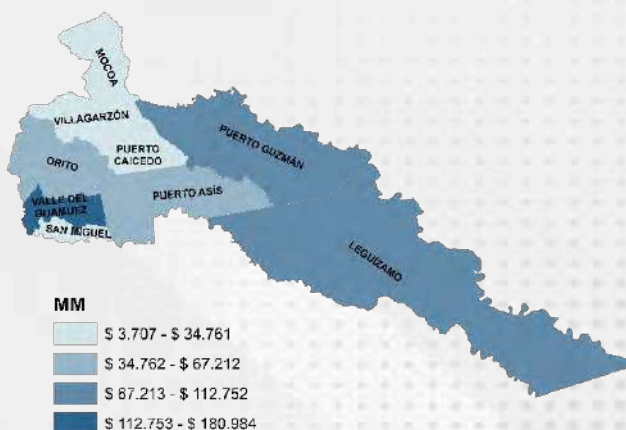 MOCOA
VILLAGARZÓN
PUERTO
CAICEDO
PUERTO GUZMÁN
ORITO
PUERTO ASÍS
VALLE DEL
GUAMUEZ
SAN MIGUEL
LEGUÍZAMO
MM
$ 3.707 - $ 34.761
$ 34.762 - $ 67.212
$ 67.213 - $ 112.752
$ 112.753 - $ 180.984